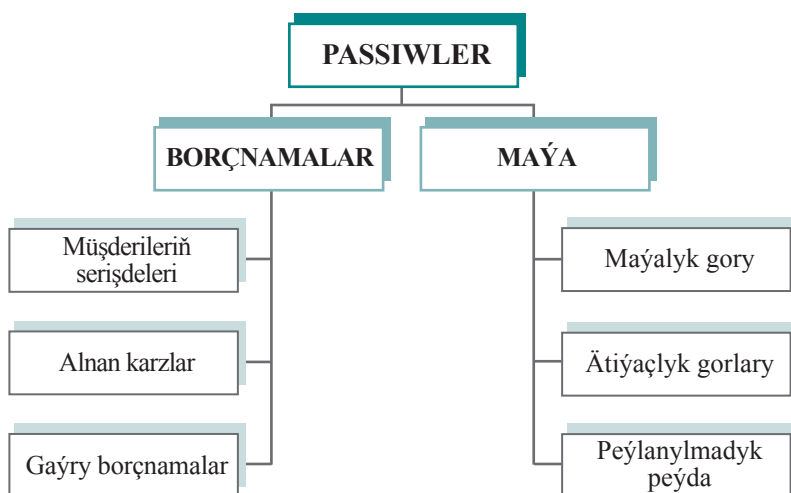 PASSIWLER
BORÇNAMALAR
MAÝA
Müşderileriň
serişdeleri
Alnan karzlar
Gaýry borçnamalar
Maýalyk gory
Ätiýaçlyk gorlary
Peýlanylmadyk
peýda